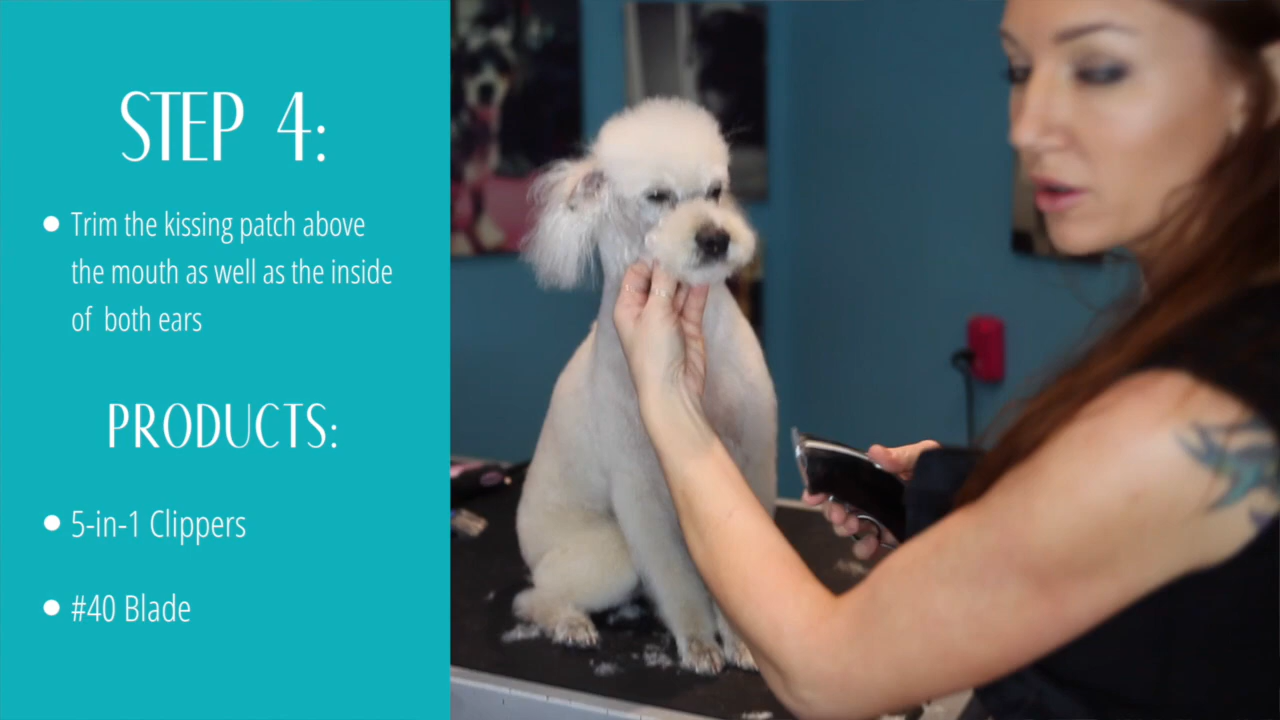 STEP 4:
• Trim the kissing patch above
the mouth as well as the inside
of both ears
PRODUCTS:
• 5-in-1 Clippers
• #40 Blade